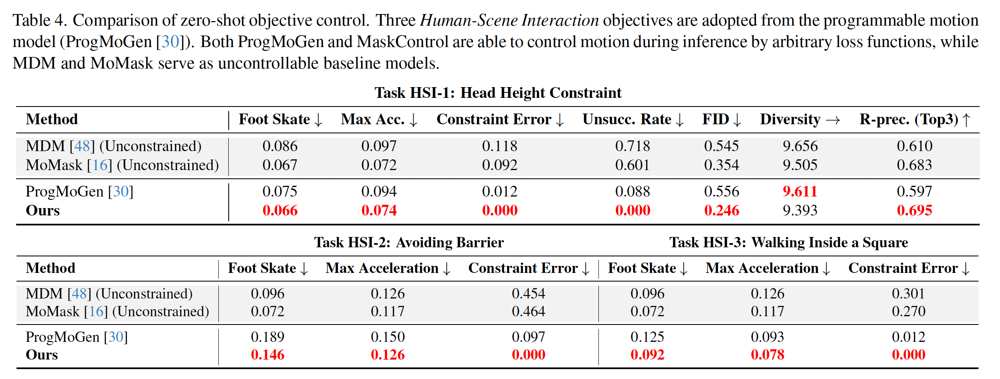 Table 4. Comparison of zero-shot objective control. Three Human-Scene Interaction objectives are adopted from the programmable motion
model (ProgMoGen [30]). Both ProgMoGen and MaskControl are able to control motion during inference by arbitrary loss functions, while
MDM and MoMask serve as uncontrollable baseline models.
Task HSI-1: Head Height Constraint
Method Foot Skate ↓ Max Acc. ↓ Constraint Error ↓ Unsucc. Rate ↓ FID ↓ Diversity → R-prec. (Top3) ↑
MDM [48] (Unconstrained) 0.086 0.097 0.118 0.718 0.545 9.656 0.610
MoMask [16] (Unconstrained) 0.067 0.072 0.092 0.601 0.354 9.505 0.683
ProgMoGen [30] 0.075 0.094 0.012 0.088 0.556 9.611 0.597
Ours 0.066 0.074 0.000 0.000 0.246 9.393 0.695
Task HSI-2: Avoiding Barrier Task HSI-3: Walking Inside a Square
Method Foot Skate ↓ Max Acceleration ↓ Constraint Error ↓ Foot Skate ↓ Max Acceleration ↓ Constraint Error ↓
MDM [48] (Unconstrained) 0.096 0.126 0.454 0.096 0.126 0.301
MoMask [16] (Unconstrained) 0.072 0.117 0.464 0.072 0.117 0.270
ProgMoGen [30] 0.189 0.150 0.097 0.125 0.093 0.012
Ours 0.146 0.126 0.000 0.092 0.078 0.000